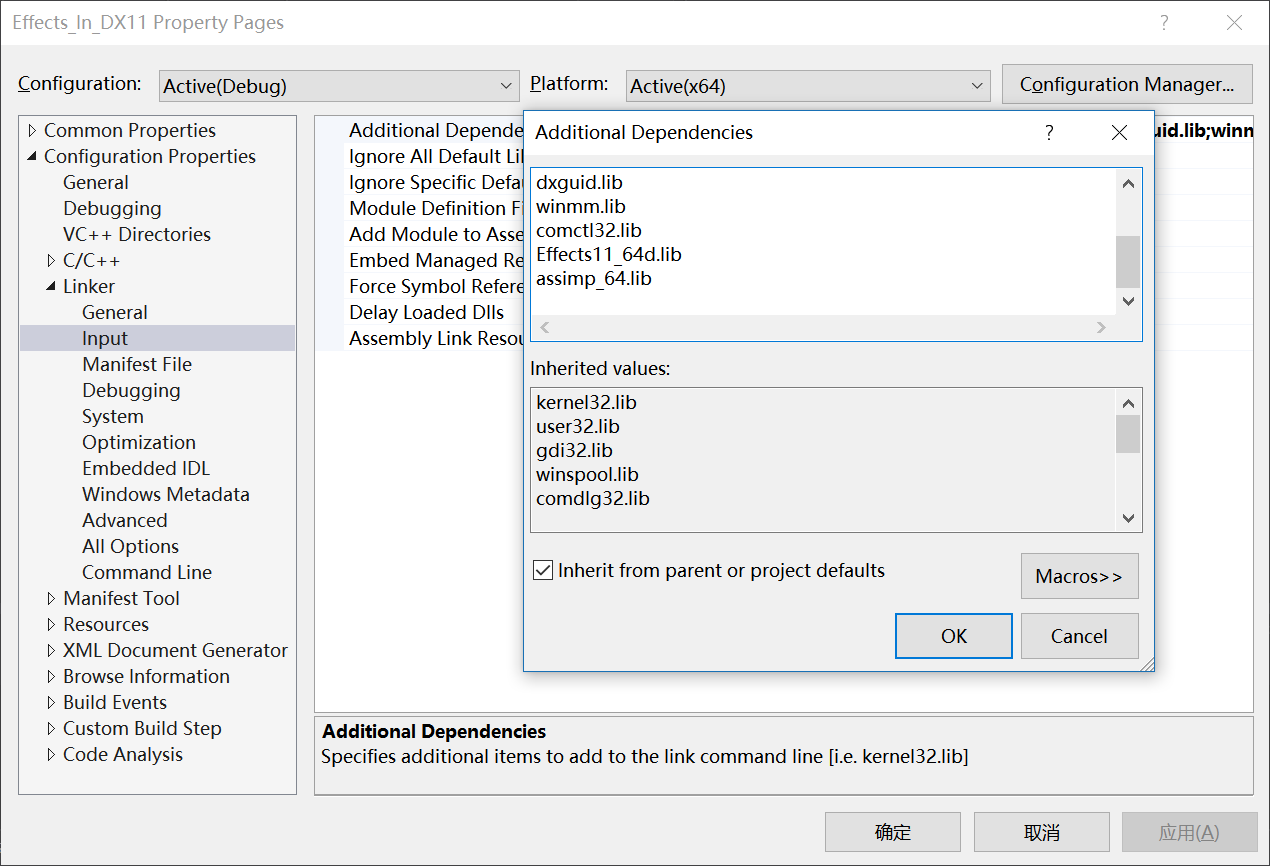 Effects_In_DX11 Property Pages
?
Configuration:
Active(Debug)
Platform:
Active(x64)
Configuration Manager...
Common Properties
Configuration Properties
General
Debugging
VC++ Directories
C/C++
Linker
General
Input
Manifest File
Debugging
System
Optimization
Embedded IDL
Windows Metadata
Advanced
All Options
Command Line
Manifest Tool
Resources
XML Document Generator
Browse Information
Build Events
Custom Build Step
Code Analysis
Additional Depende
uid.lib;winn
Ignore All Default Li
Ignore Specific Defa
Module Definition Fi
Add Module to Asse
Embed Managed Re
Force Symbol Refere
Delay Loaded Dlls
Assembly Link Resou
Additional Dependencies
?
dxguid.lib
winmm.lib
comctl32.lib
Effects11_64d.lib
assimp_64.lib
Inherited values:
kernel32.lib
user32.lib
gdi32.lib
winspool.lib
comdlg32.lib
Inherit from parent or project defaults
Macros>>
OK
Cancel
Additional Dependencies
Specifies additional items to add to the link command line [i.e. kernel32.lib]
确定
取消
应用(A)